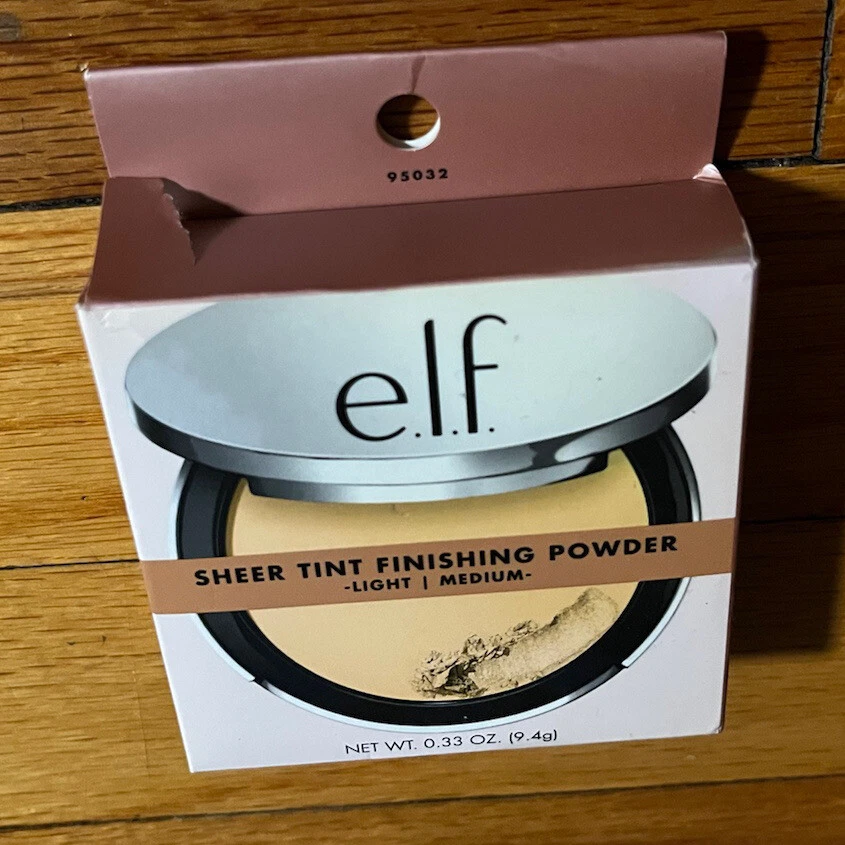 95032
e.l.f.
SHEER TINT FINISHING POWDER
-LIGHT | MEDIUM-
NET WT. 0.33 OZ. (9.4g)